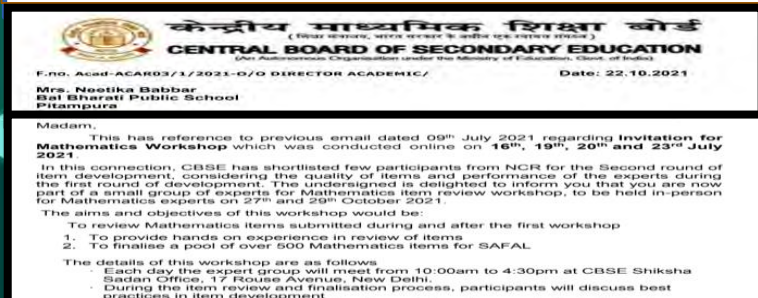 केन्द्रीय माध्यमिक शिक्षा बोर्ड
(शिक्षा मंत्रालय, भारत सरकार के अधीन एक स्वायत्त संगठन)
CENTRAL BOARD OF SECONDARY EDUCATION
(An Autonomous Organisation under the Ministry of Education, Govt. of India)
F.no. Acad-ACAR03/1/2021-O/O DIRECTOR ACADEMIC/ Date: 22.10.2021
Mrs. Neetika Babbar
Bal Bharati Public School
Pitampura
Madam,
This has reference to previous email dated 09th July 2021 regarding Invitation for
Mathematics Workshop which was conducted online on 16th, 19th, 20th and 23rd July
2021.
In this connection, CBSE has shortlisted few participants from NCR for the Second round of
item development, considering the quality of items and performance of the experts during
the first round of development. The undersigned is delighted to inform you that you are now
part of a small group of experts for Mathematics item review workshop, to be held in-person
for Mathematics experts on 27th and 29th October 2021.
The aims and objectives of this workshop would be:
To review Mathematics items submitted during and after the first workshop
1. To provide hands on experience in review of items
2. To finalise a pool of over 500 Mathematics items for SAFAL
The details of this workshop are as follows
· Each day the expert group will meet from 10:00am to 4:30pm at CBSE Shiksha
Sadan Office, 17 Rouse Avenue, New Delhi.
· During the item review and finalisation process, participants will discuss best
practices in item development